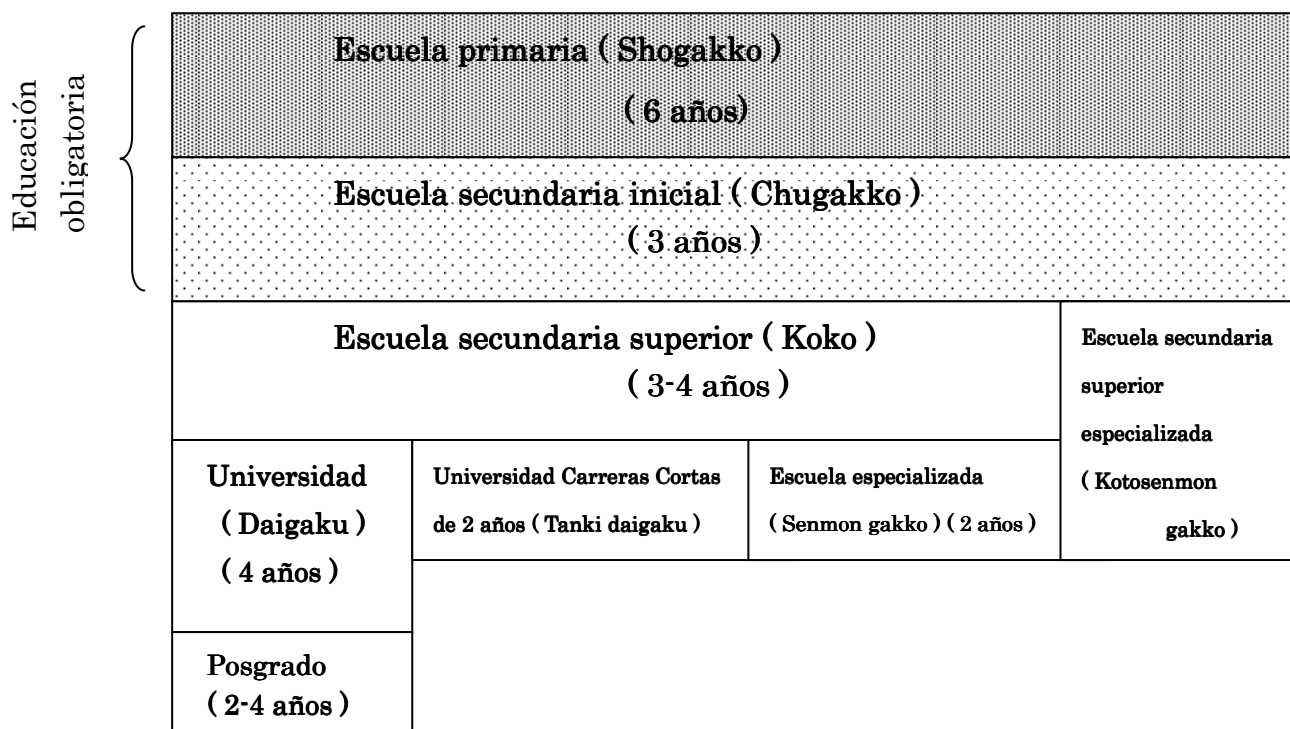 Educación
obligatoria
Escuela primaria ( Shogakko )
( 6 años)
Escuela secundaria inicial ( Chugakko )
( 3 años )
Escuela secundaria superior ( Koko )
( 3-4 años )
Escuela secundaria
superior
especializada
( Kotosenmon
gakko )
Universidad
( Daigaku )
( 4 años )
Universidad Carreras Cortas
de 2 años ( Tanki daigaku )
Escuela especializada
( Senmon gakko ) ( 2 años )
Posgrado
( 2-4 años )